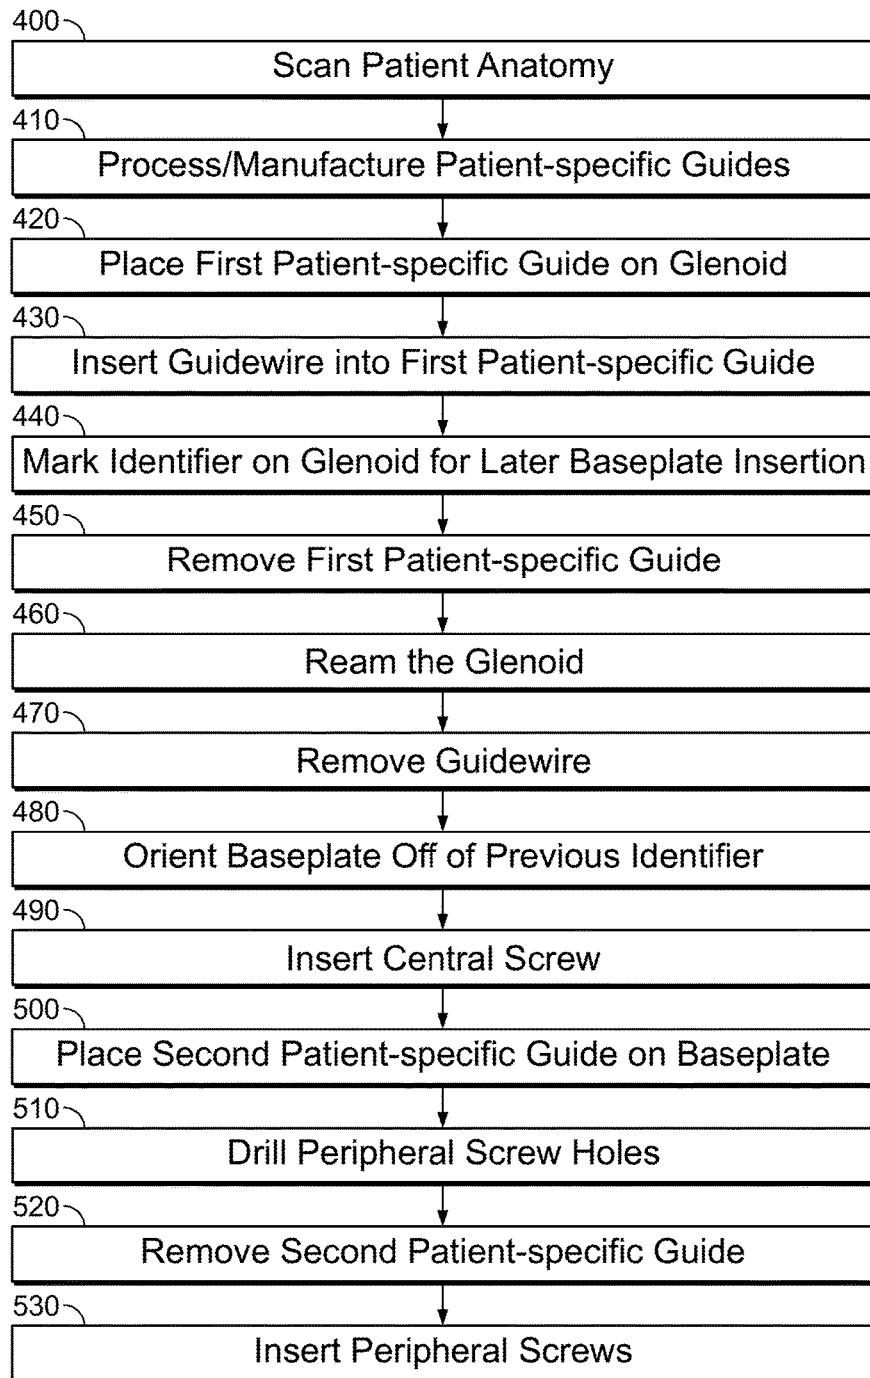 400
Scan Patient Anatomy
410
Process/Manufacture Patient-specific Guides
420
Place First Patient-specific Guide on Glenoid
430
Insert Guidewire into First Patient-specific Guide
440
Mark Identifier on Glenoid for Later Baseplate Insertion
450
Remove First Patient-specific Guide
460
Ream the Glenoid
470
Remove Guidewire
480
Orient Baseplate Off of Previous Identifier
490
Insert Central Screw
500
Place Second Patient-specific Guide on Baseplate
510
Drill Peripheral Screw Holes
520
Remove Second Patient-specific Guide
530
Insert Peripheral Screws